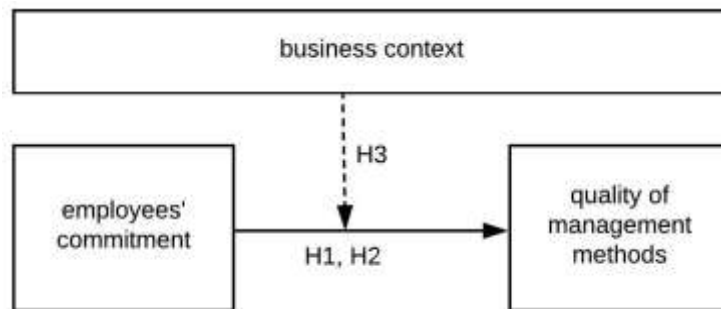 business context
H3
employees'
commitment
quality of
management
methods
H1, H2